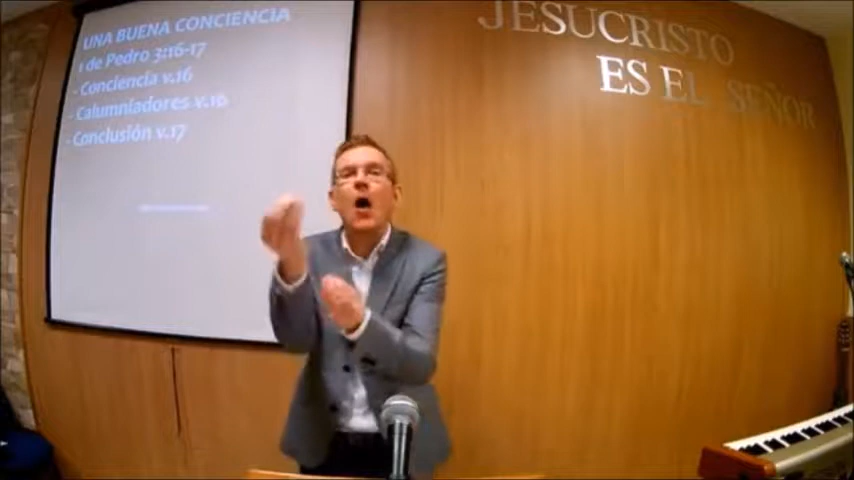 UNA BUENA CONCIENCIA
1 de Pedro 3:16-17
- Conciencia v.16
- Calumniadores v.16
- Conclusión v.17
JESUCRISTO
ES EL SEÑOR